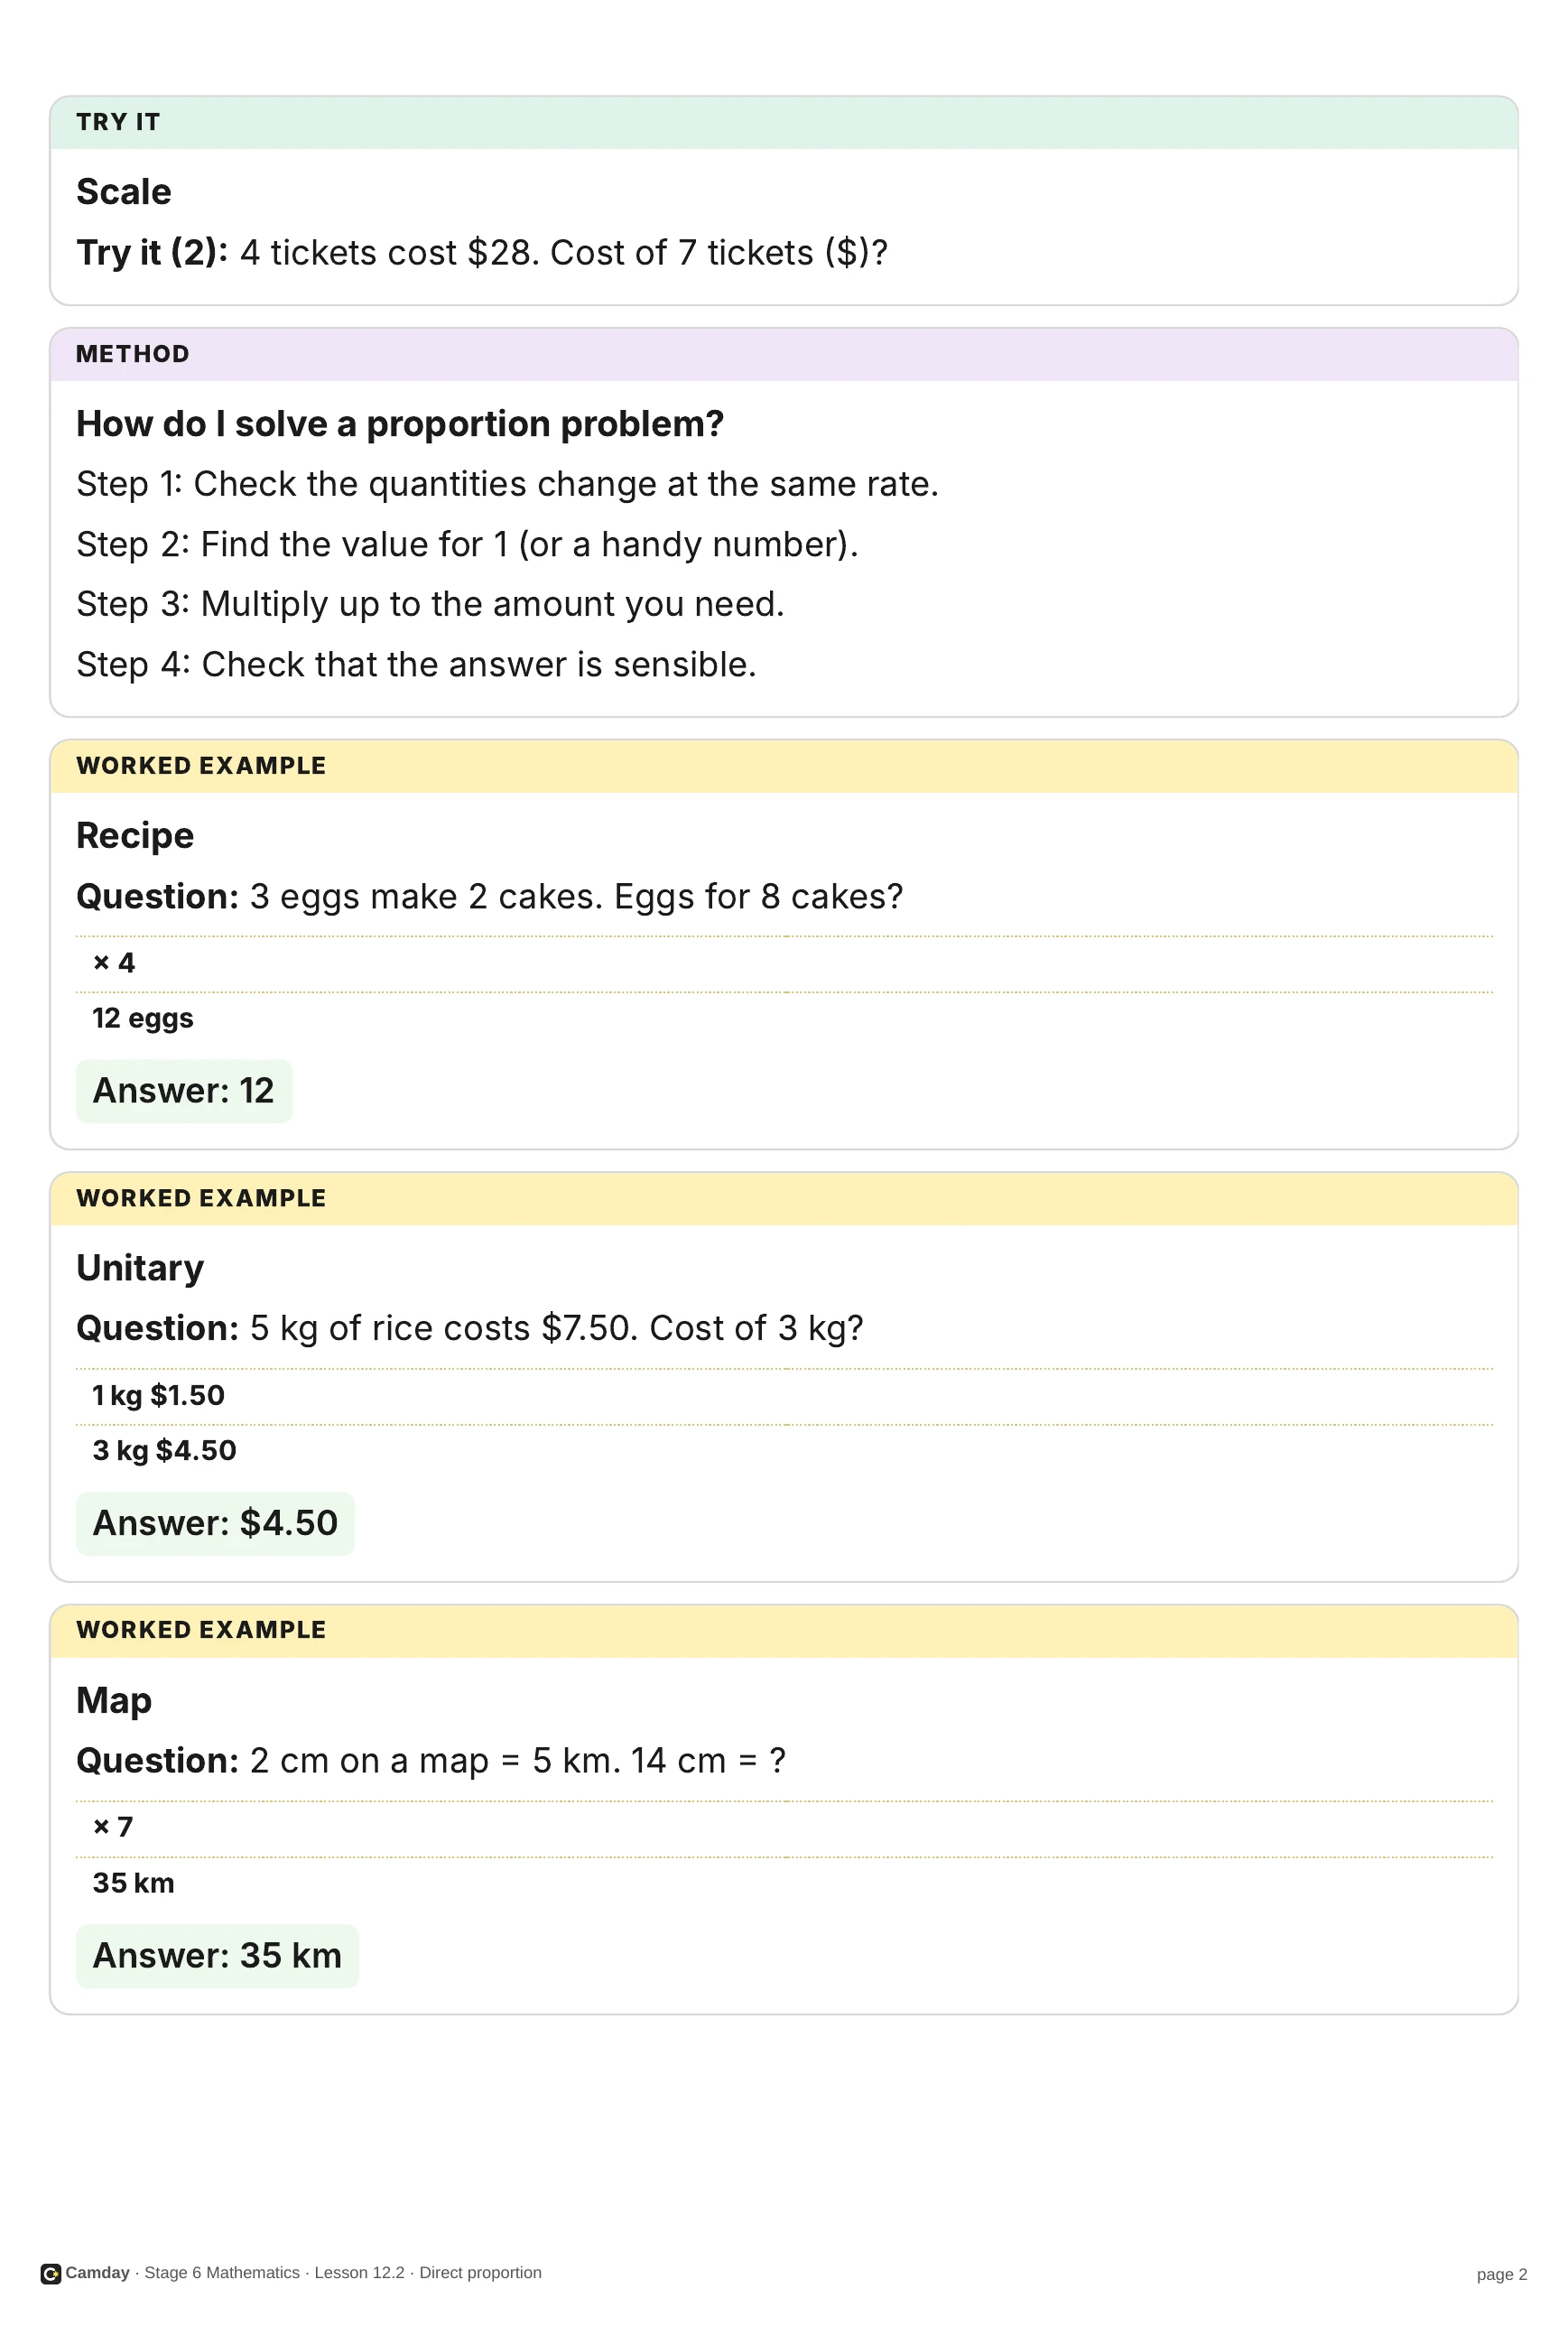 TRY IT
Scale
Try it (2): 4 tickets cost $28. Cost of 7 tickets ($)?
METHOD
How do I solve a proportion problem?
Step 1: Check the quantities change at the same rate.
Step 2: Find the value for 1 (or a handy number).
Step 3: Multiply up to the amount you need.
Step 4: Check that the answer is sensible.
WORKED EXAMPLE
Recipe
Question: 3 eggs make 2 cakes. Eggs for 8 cakes?
× 4
12 eggs
Answer: 12
WORKED EXAMPLE
Unitary
Question: 5 kg of rice costs $7.50. Cost of 3 kg?
1 kg $1.50
3 kg $4.50
Answer: $4.50
WORKED EXAMPLE
Map
Question: 2 cm on a map = 5 km. 14 cm = ?
× 7
35 km
Answer: 35 km
Camday · Stage 6 Mathematics · Lesson 12.2 · Direct proportion
page 2